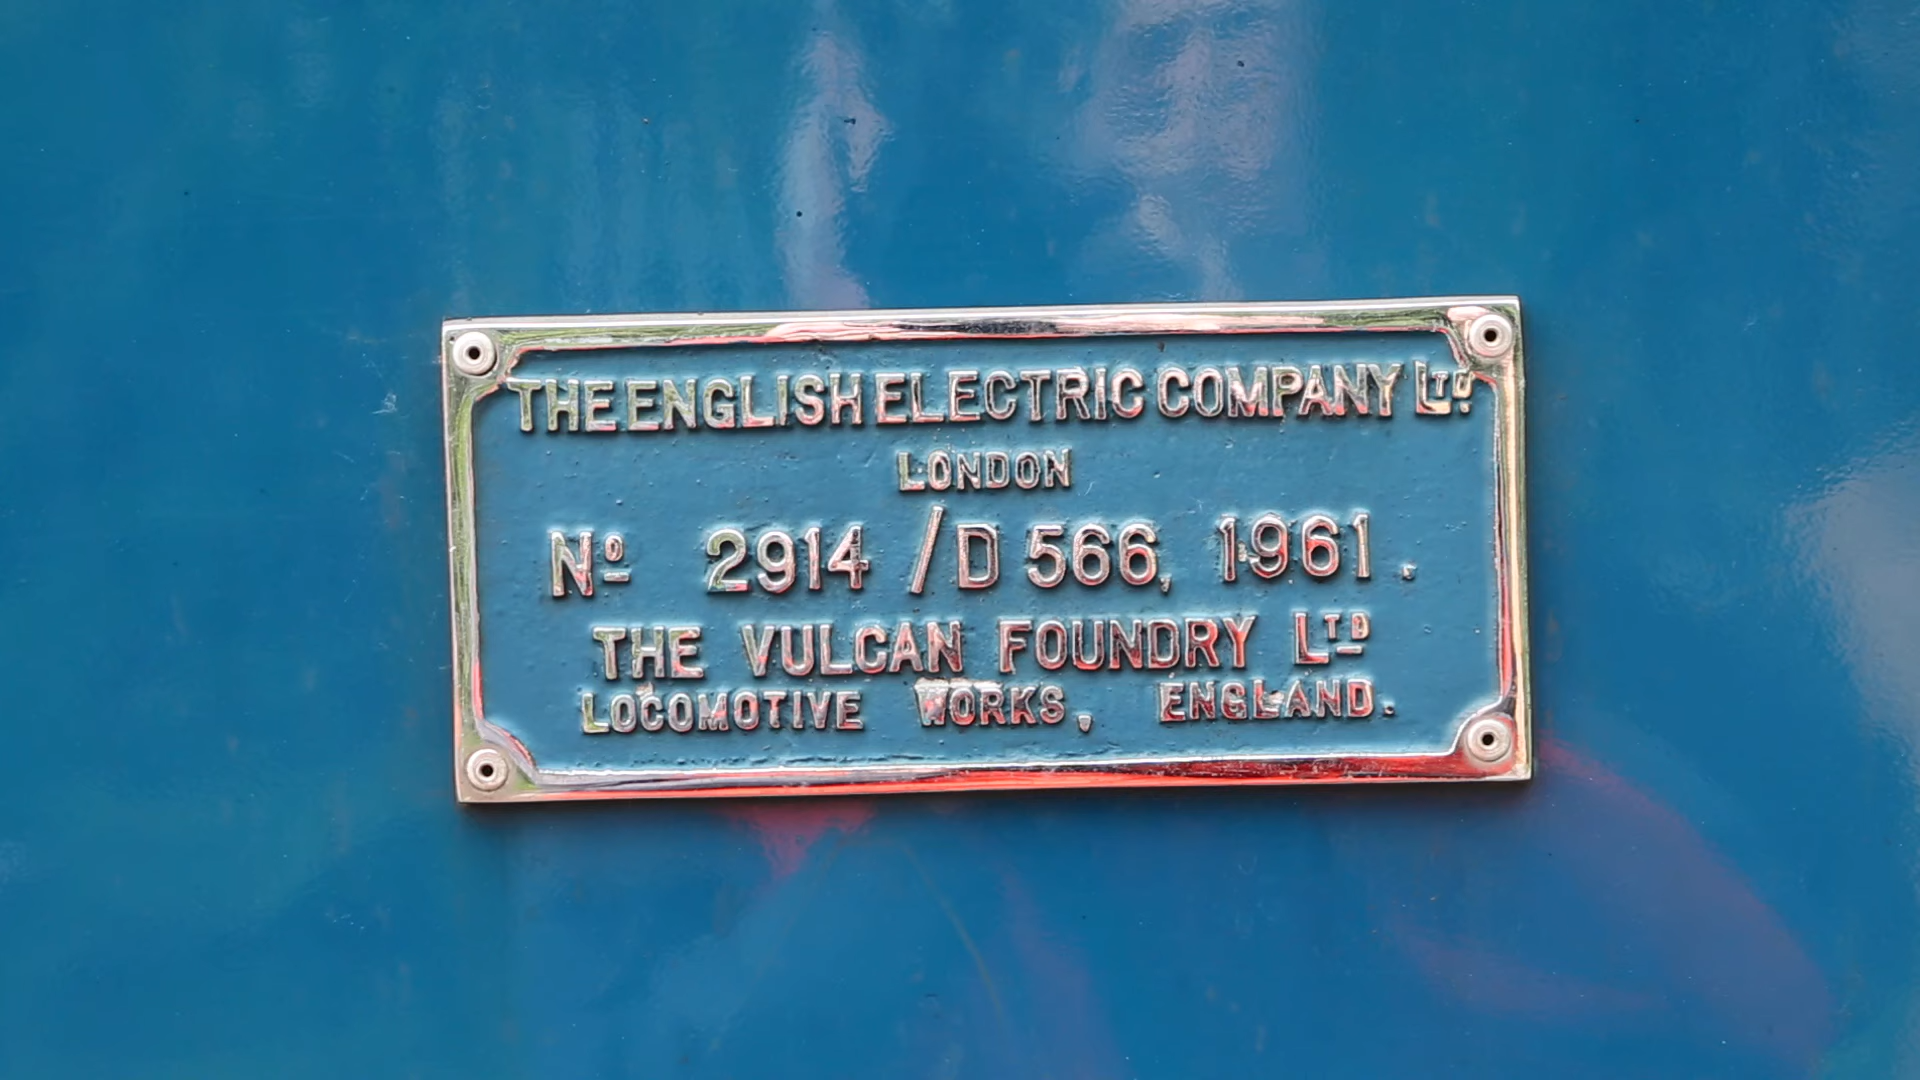 THE ENGLISH ELECTRIC COMPANY LTD.
LONDON
No 2914 / D 566, 1961.
THE VULCAN FOUNDRY LTD
LOCOMOTIVE WORKS, ENGLAND.